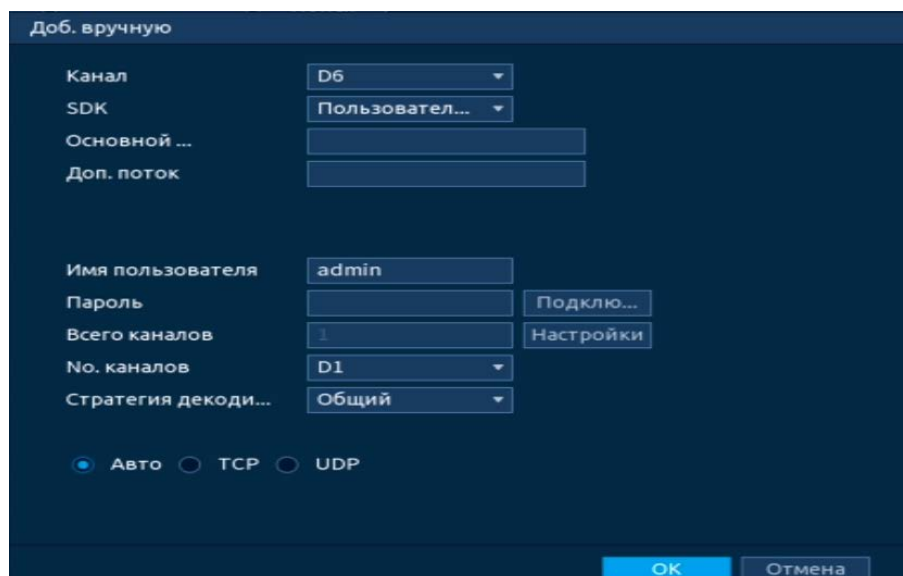 Доб. вручную
Канал D6
SDK Пользовател...
Основной ...
Доп. поток
Имя пользователя admin
Пароль Подклю...
Всего каналов 1 Настройки
No. каналов D1
Стратегия декоди... Общий
Авто TCP UDP
OK Отмена